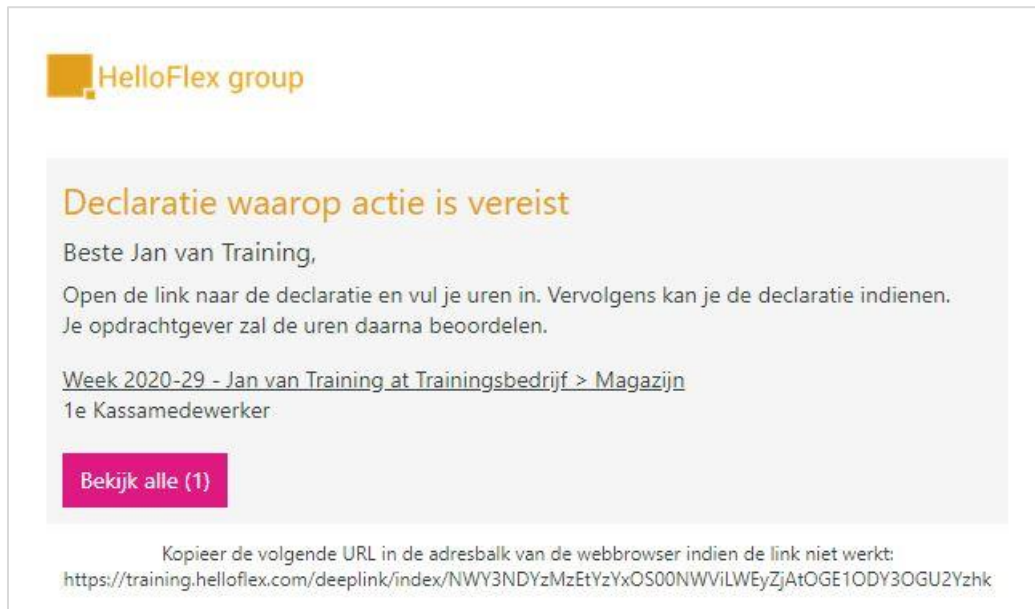 HelloFlex group
Declaratie waarop actie is vereist
Beste Jan van Training,
Open de link naar de declaratie en vul je uren in. Vervolgens kan je de declaratie indienen.
Je opdrachtgever zal de uren daarna beoordelen.
Week 2020-29 - Jan van Training at Trainingsbedrijf > Magazijn
1e Kassamedewerker
Bekijk alle (1)
Kopieer de volgende URL in de adresbalk van de webbrowser indien de link niet werkt:
https://training.helloflex.com/deeplink/index/NWY3NDYzMzEtYzYxOS00NWViLWEyZjAtOGE1ODY3OGU2Yzhk